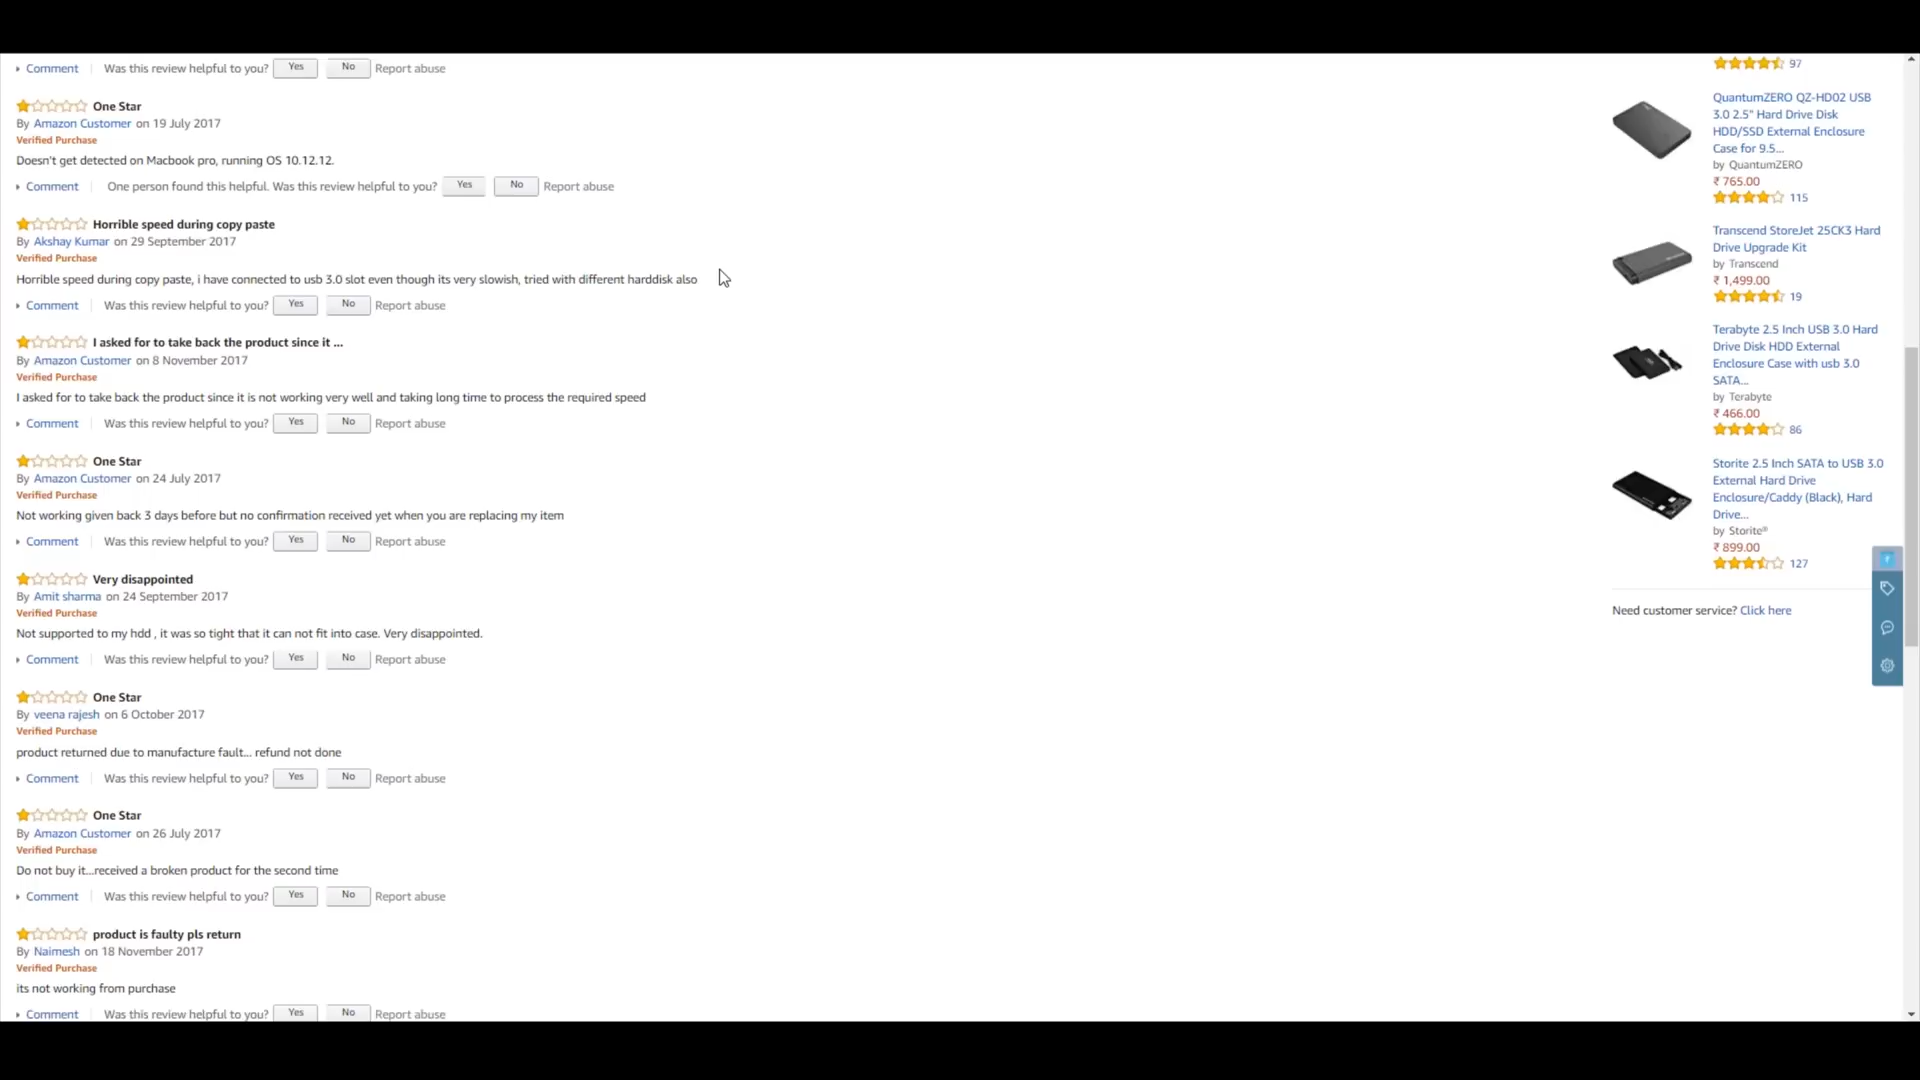 Comment Was this review helpful to you? Yes No Report abuse
One Star
By Amazon Customer on 19 July 2017
Verified Purchase
Doesn't get detected on Macbook pro, running OS 10.12.12.
Comment One person found this helpful. Was this review helpful to you? Yes No Report abuse
Horrible speed during copy paste
By Akshay Kumar on 29 September 2017
Verified Purchase
Horrible speed during copy paste, i have connected to usb 3.0 slot even though its very slowish, tried with different harddisk also
Comment Was this review helpful to you? Yes No Report abuse
I asked for to take back the product since it ...
By Amazon Customer on 8 November 2017
Verified Purchase
I asked for to take back the product since it is not working very well and taking long time to process the required speed
Comment Was this review helpful to you? Yes No Report abuse
One Star
By Amazon Customer on 24 July 2017
Verified Purchase
Not working given back 3 days before but no confirmation received yet when you are replacing my item
Comment Was this review helpful to you? Yes No Report abuse
Very disappointed
By Amit sharma on 24 September 2017
Verified Purchase
Not supported to my hdd , it was so tight that it can not fit into case. Very disappointed.
Comment Was this review helpful to you? Yes No Report abuse
One Star
By veena rajesh on 6 October 2017
Verified Purchase
product returned due to manufacture fault... refund not done
Comment Was this review helpful to you? Yes No Report abuse
One Star
By Amazon Customer on 26 July 2017
Verified Purchase
Do not buy it...received a broken product for the second time
Comment Was this review helpful to you? Yes No Report abuse
product is faulty pls return
By Naimesh on 18 November 2017
Verified Purchase
its not working from purchase
Comment Was this review helpful to you? Yes No Report abuse
97
QuantumZERO QZ-HD02 USB
3.0 2.5" Hard Drive Disk
HDD/SSD External Enclosure
Case for 9.5...
by QuantumZERO
₹ 765.00
115
Transcend StoreJet 25CK3 Hard
Drive Upgrade Kit
by Transcend
₹ 1,499.00
19
Terabyte 2.5 Inch USB 3.0 Hard
Drive Disk HDD External
Enclosure Case with usb 3.0
SATA...
by Terabyte
₹ 466.00
86
Storite 2.5 Inch SATA to USB 3.0
External Hard Drive
Enclosure/Caddy (Black), Hard
Drive...
by Storite®
₹ 899.00
127
Need customer service? Click here